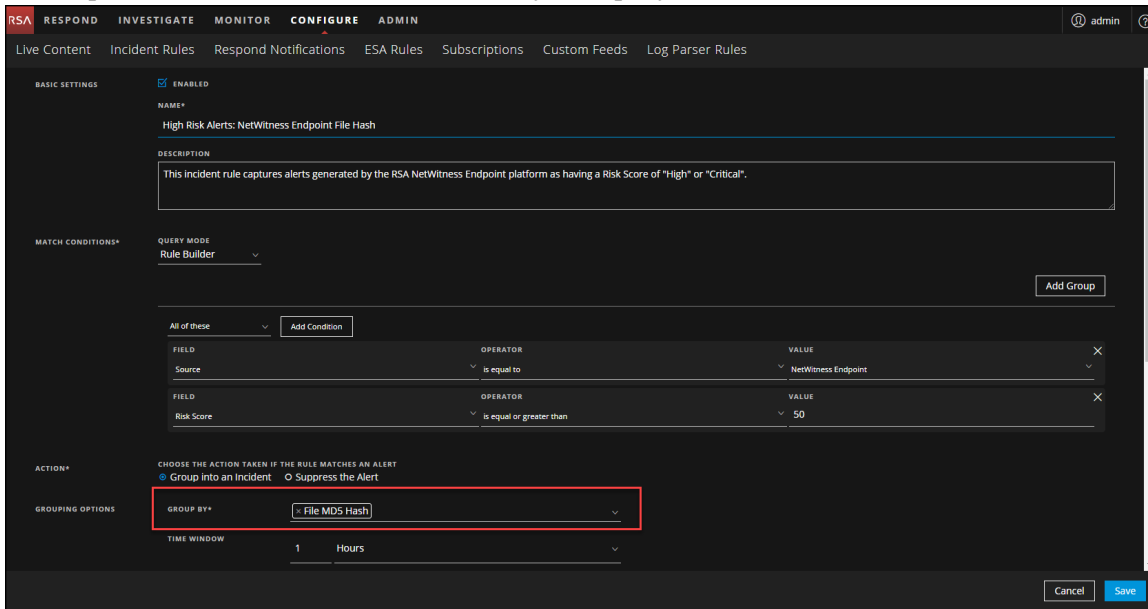 RSA RESPOND INVESTIGATE MONITOR CONFIGURE ADMIN admin
Live Content Incident Rules Respond Notifications ESA Rules Subscriptions Custom Feeds Log Parser Rules
BASIC SETTINGS ENABLED
NAME*
High Risk Alerts: NetWitness Endpoint File Hash
DESCRIPTION
This incident rule captures alerts generated by the RSA NetWitness Endpoint platform as having a Risk Score of "High" or "Critical".
MATCH CONDITIONS* QUERY MODE
Rule Builder
Add Group
All of these Add Condition
FIELD OPERATOR VALUE
Source is equal to NetWitness Endpoint
FIELD OPERATOR VALUE
Risk Score is equal or greater than 50
ACTION* CHOOSE THE ACTION TAKEN IF THE RULE MATCHES AN ALERT
Group into an Incident Suppress the Alert
GROUPING OPTIONS GROUP BY* × File MD5 Hash
TIME WINDOW
1 Hours
Cancel Save